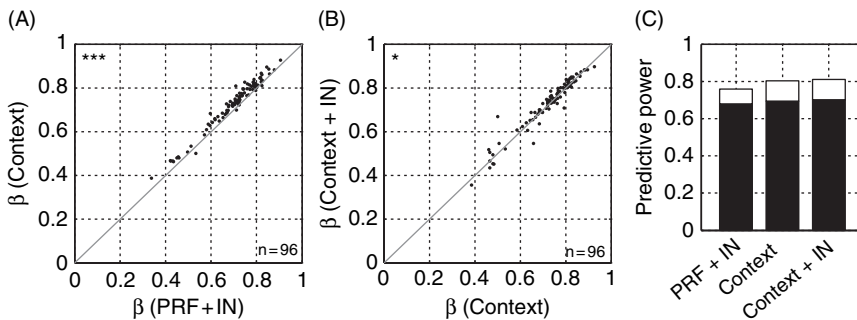 (A)
1
0.8
0.6
0.4
0.2
0
***
n=96
0 0.2 0.4 0.6 0.8 1
β (Context)
β (PRF+IN)
(B)
1
0.8
0.6
0.4
0.2
0
*
n=96
0 0.2 0.4 0.6 0.8 1
β (Context + IN)
β (Context)
(C)
1
0.8
0.6
0.4
0.2
0
Predictive power
PRF + IN
Context
Context + IN